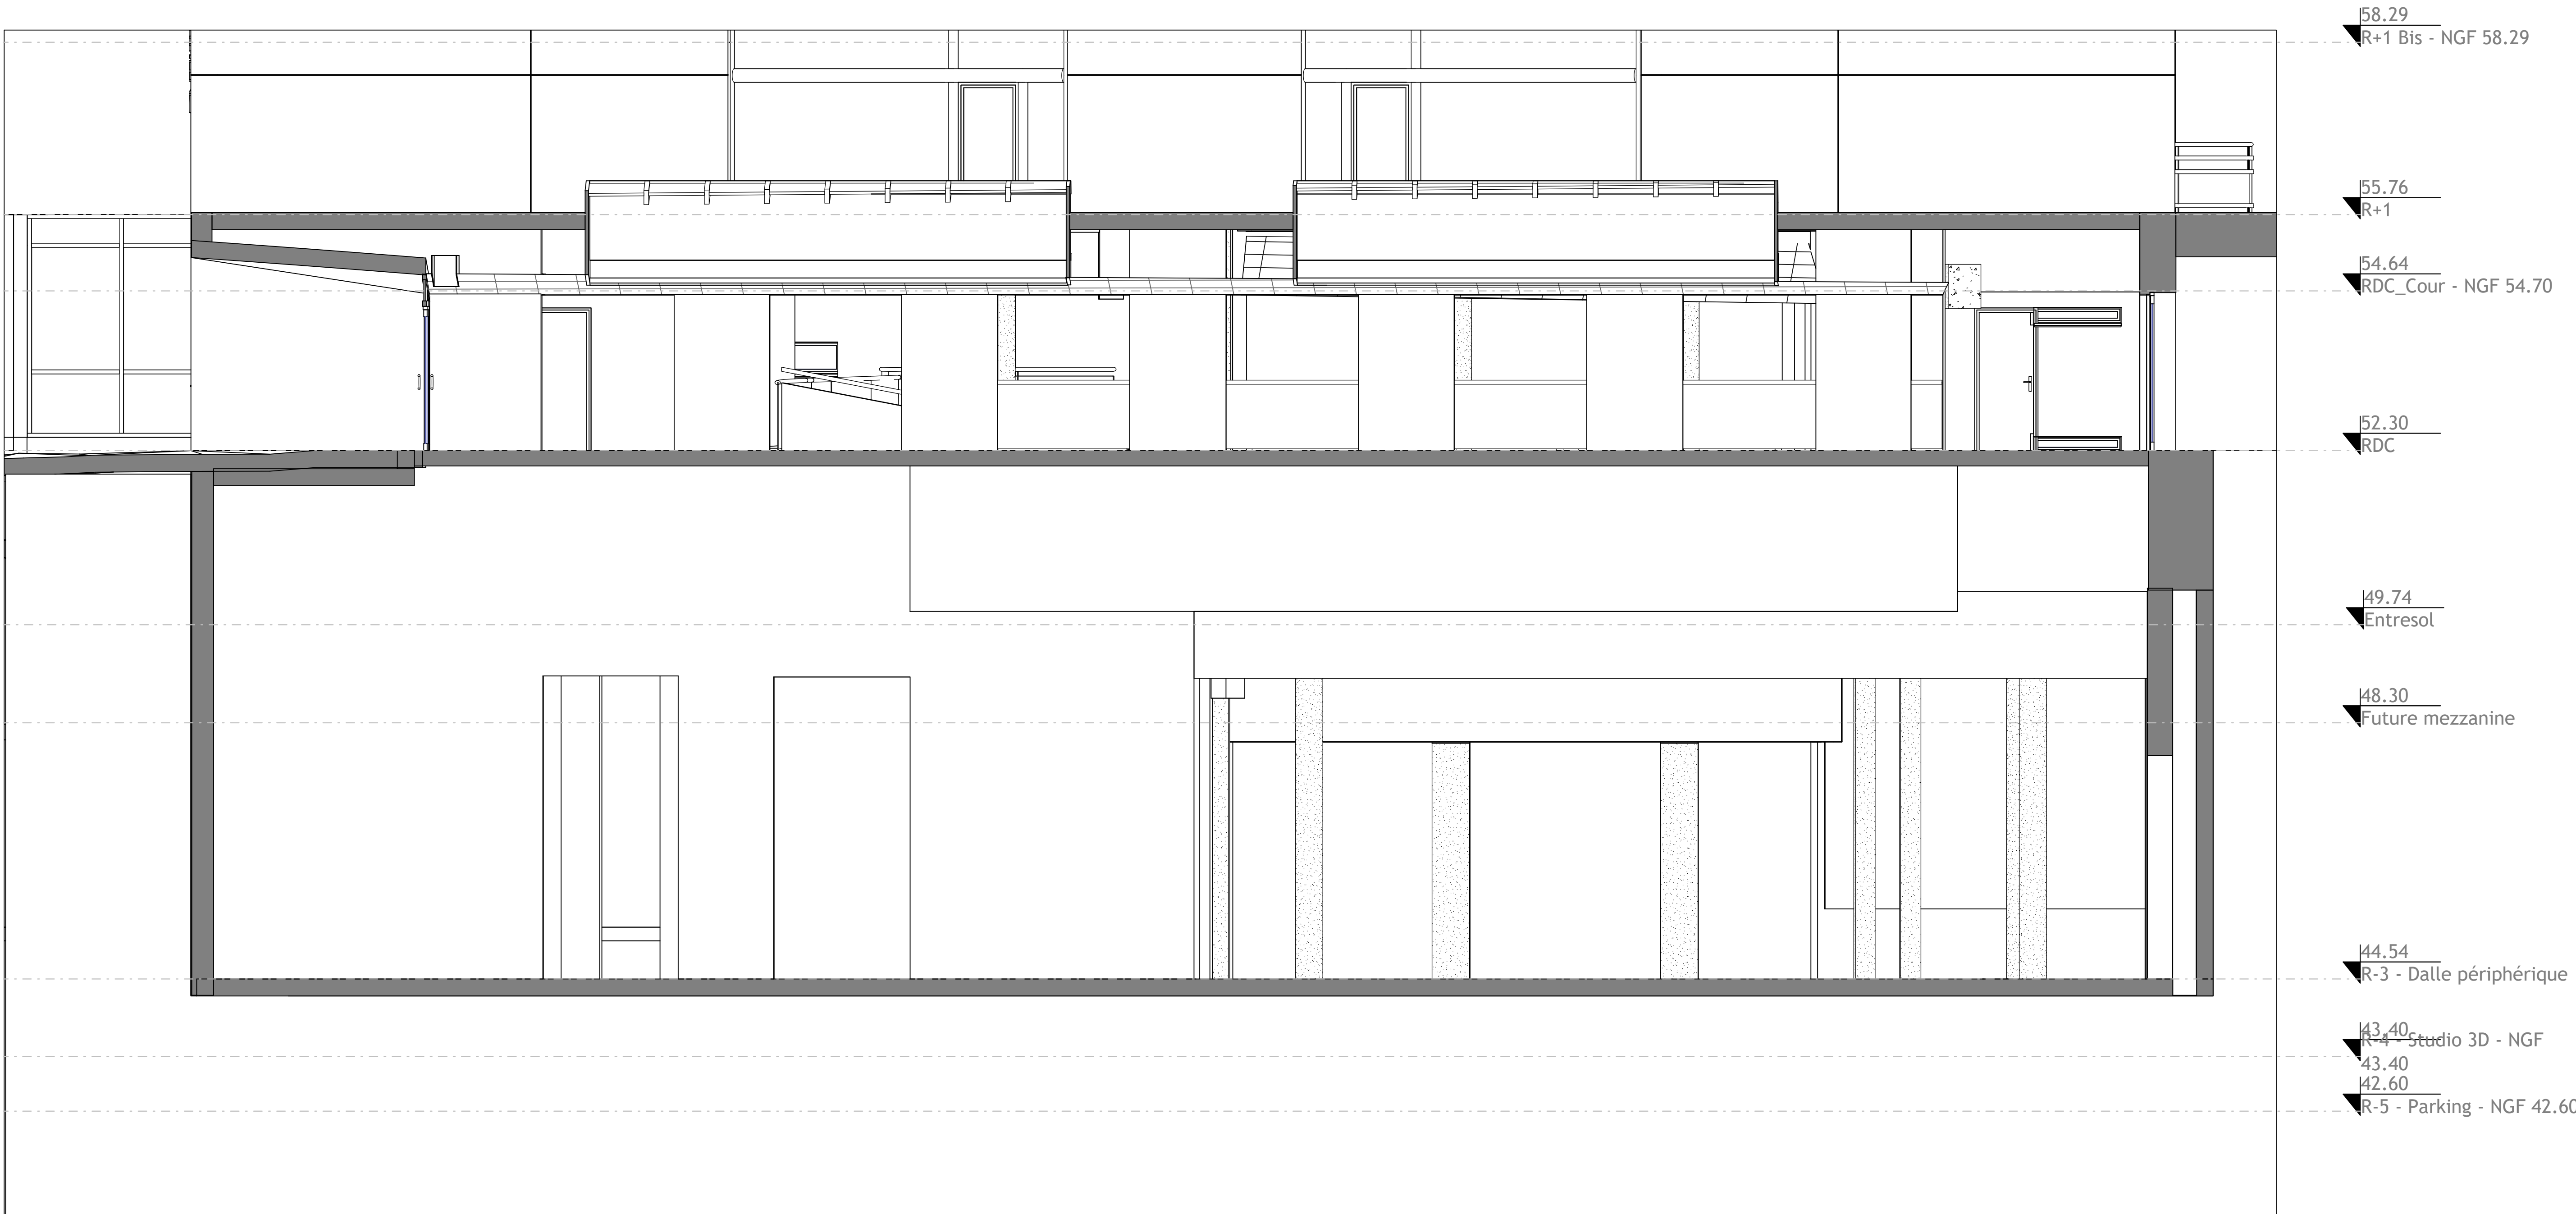 58.29
R+1 Bis - NGF 58.29
55.76
R+1
54.64
RDC_Cour - NGF 54.70
52.30
RDC
49.74
Entresol
48.30
Future mezzanine
44.54
R-3 - Dalle périphérique
43.40
R-4 - Studio 3D - NGF
43.40
42.60
R-5 - Parking - NGF 42.60